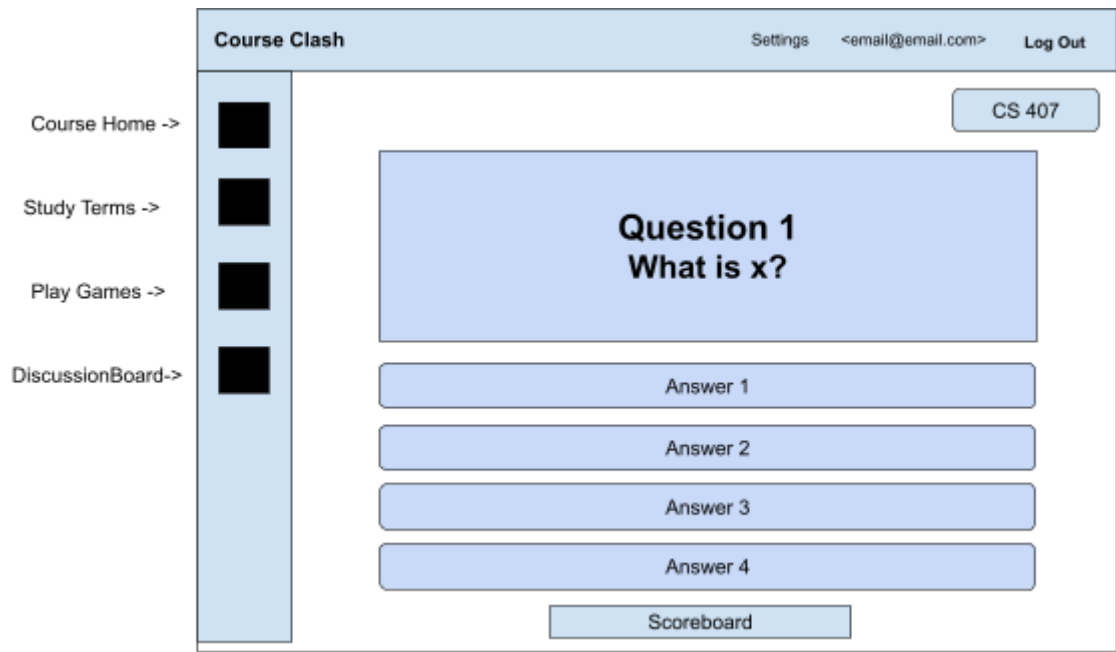 Course Clash
Settings
<email@email.com>
Log Out
CS 407
Course Home ->
Study Terms ->
Play Games ->
DiscussionBoard->
Question 1
What is x?
Answer 1
Answer 2
Answer 3
Answer 4
Scoreboard